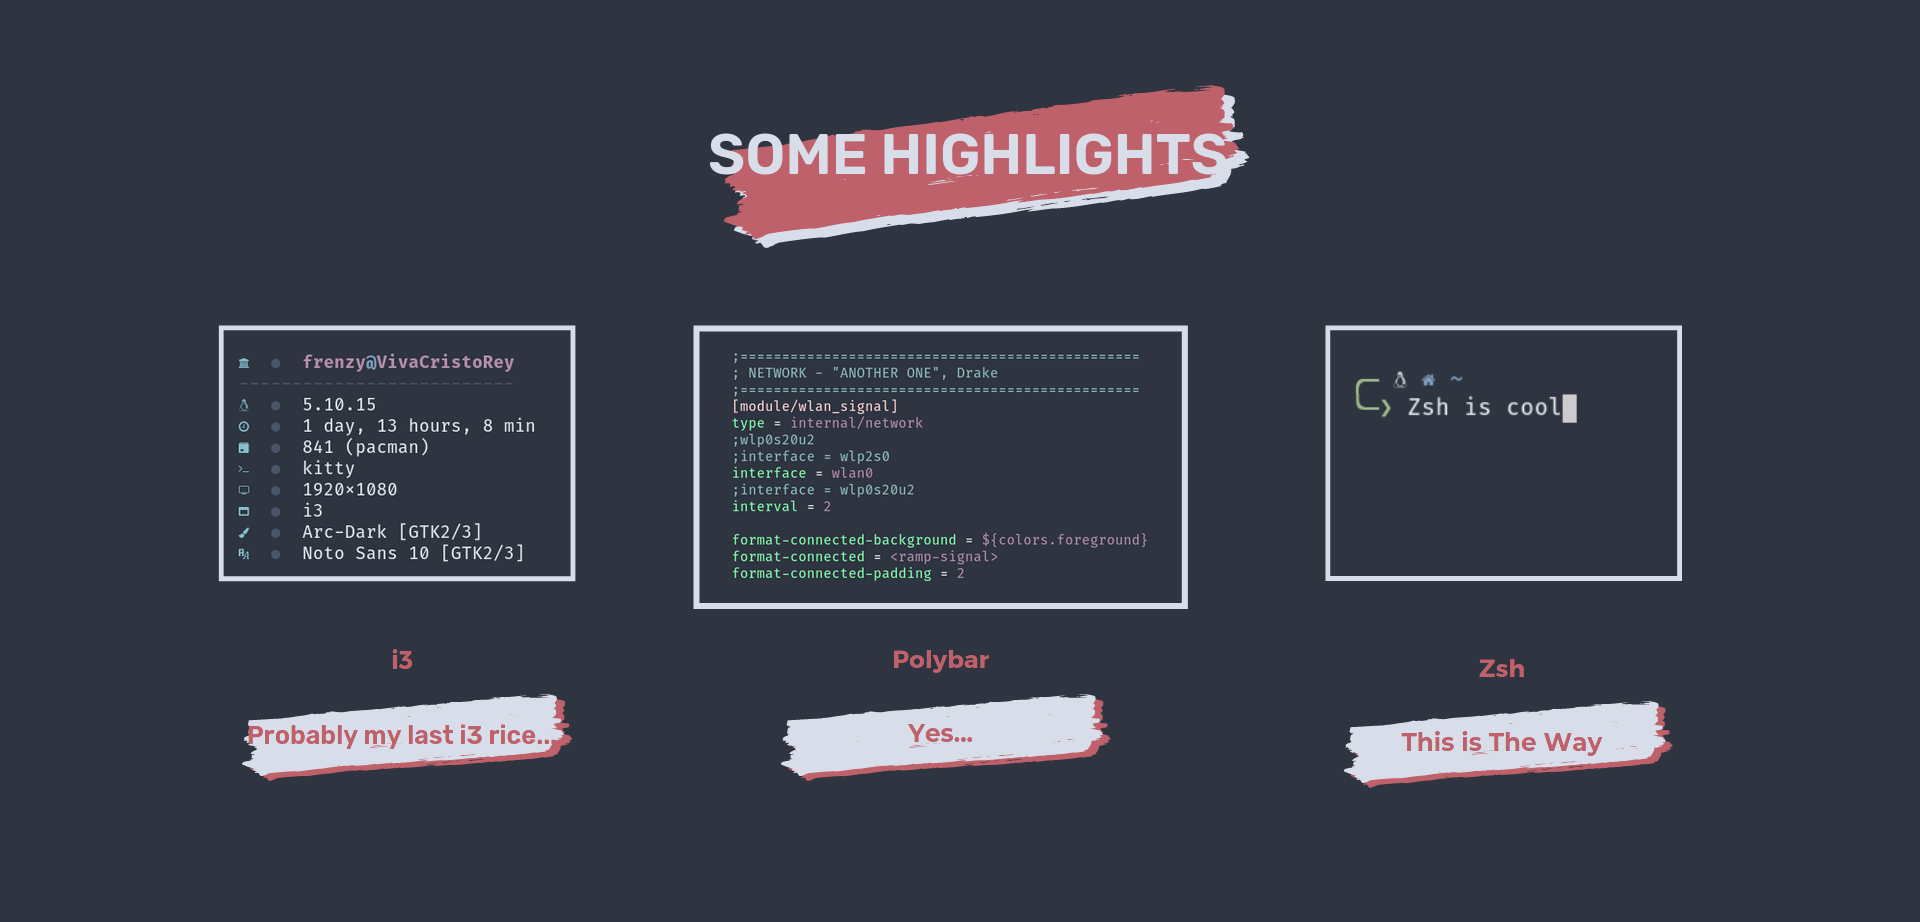 SOME HIGHLIGHTS
frenzy@VivaCristoRey
-------------------------
5.10.15
1 day, 13 hours, 8 min
841 (pacman)
kitty
1920×1080
i3
Arc-Dark [GTK2/3]
Noto Sans 10 [GTK2/3]
i3
Probably my last i3 rice...
;================================================
; NETWORK - "ANOTHER ONE", Drake
;================================================
[module/wlan_signal]
type = internal/network
;wlp0s20u2
;interface = wlp2s0
interface = wlan0
;interface = wlp0s20u2
interval = 2
format-connected-background = ${colors.foreground}
format-connected = <ramp-signal>
format-connected-padding = 2
Polybar
Yes...
~
❯ Zsh is cool
Zsh
This is The Way